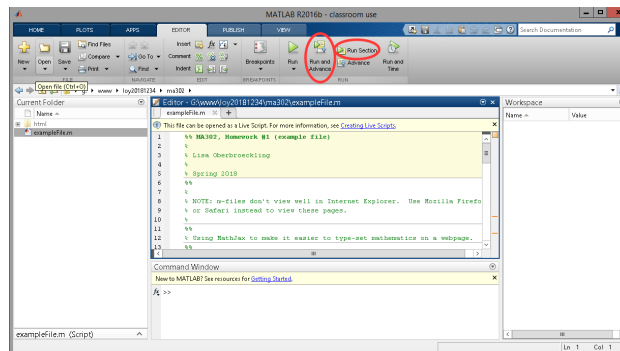 MATLAB R2016b - classroom use
HOME PLOTS APPS EDITOR PUBLISH VIEW
Search Documentation
New Open Save Find Files Compare Print
Go To Find
Insert Comment Indent
Breakpoints
Run Run and Advance Run Section Advance Run and Time
FILE NAVIGATE EDIT BREAKPOINTS RUN
Open file (Ctrl+O)
www loy20181234 ma302
Current Folder
Name
html
exampleFile.m
Editor - G:\www\loy20181234\ma302\exampleFile.m
exampleFile.m
This file can be opened as a Live Script. For more information, see Creating Live Scripts.
1 %% MA302, Homework #1 (example file)
2 %
3 % Lisa Oberbroeckling
4 %
5 % Spring 2018
6 %%
7 %
8 % NOTE: m-files don't view well in Internet Explorer. Use Mozilla Firefo
9 % or Safari instead to view these pages.
10 %
11 %%
12 % Using MathJax to make it easier to type-set mathematics on a webpage.
13 %%
Command Window
New to MATLAB? See resources for Getting Started.
fx >>
Workspace
Name Value
exampleFile.m (Script)
Ln 1 Col 1